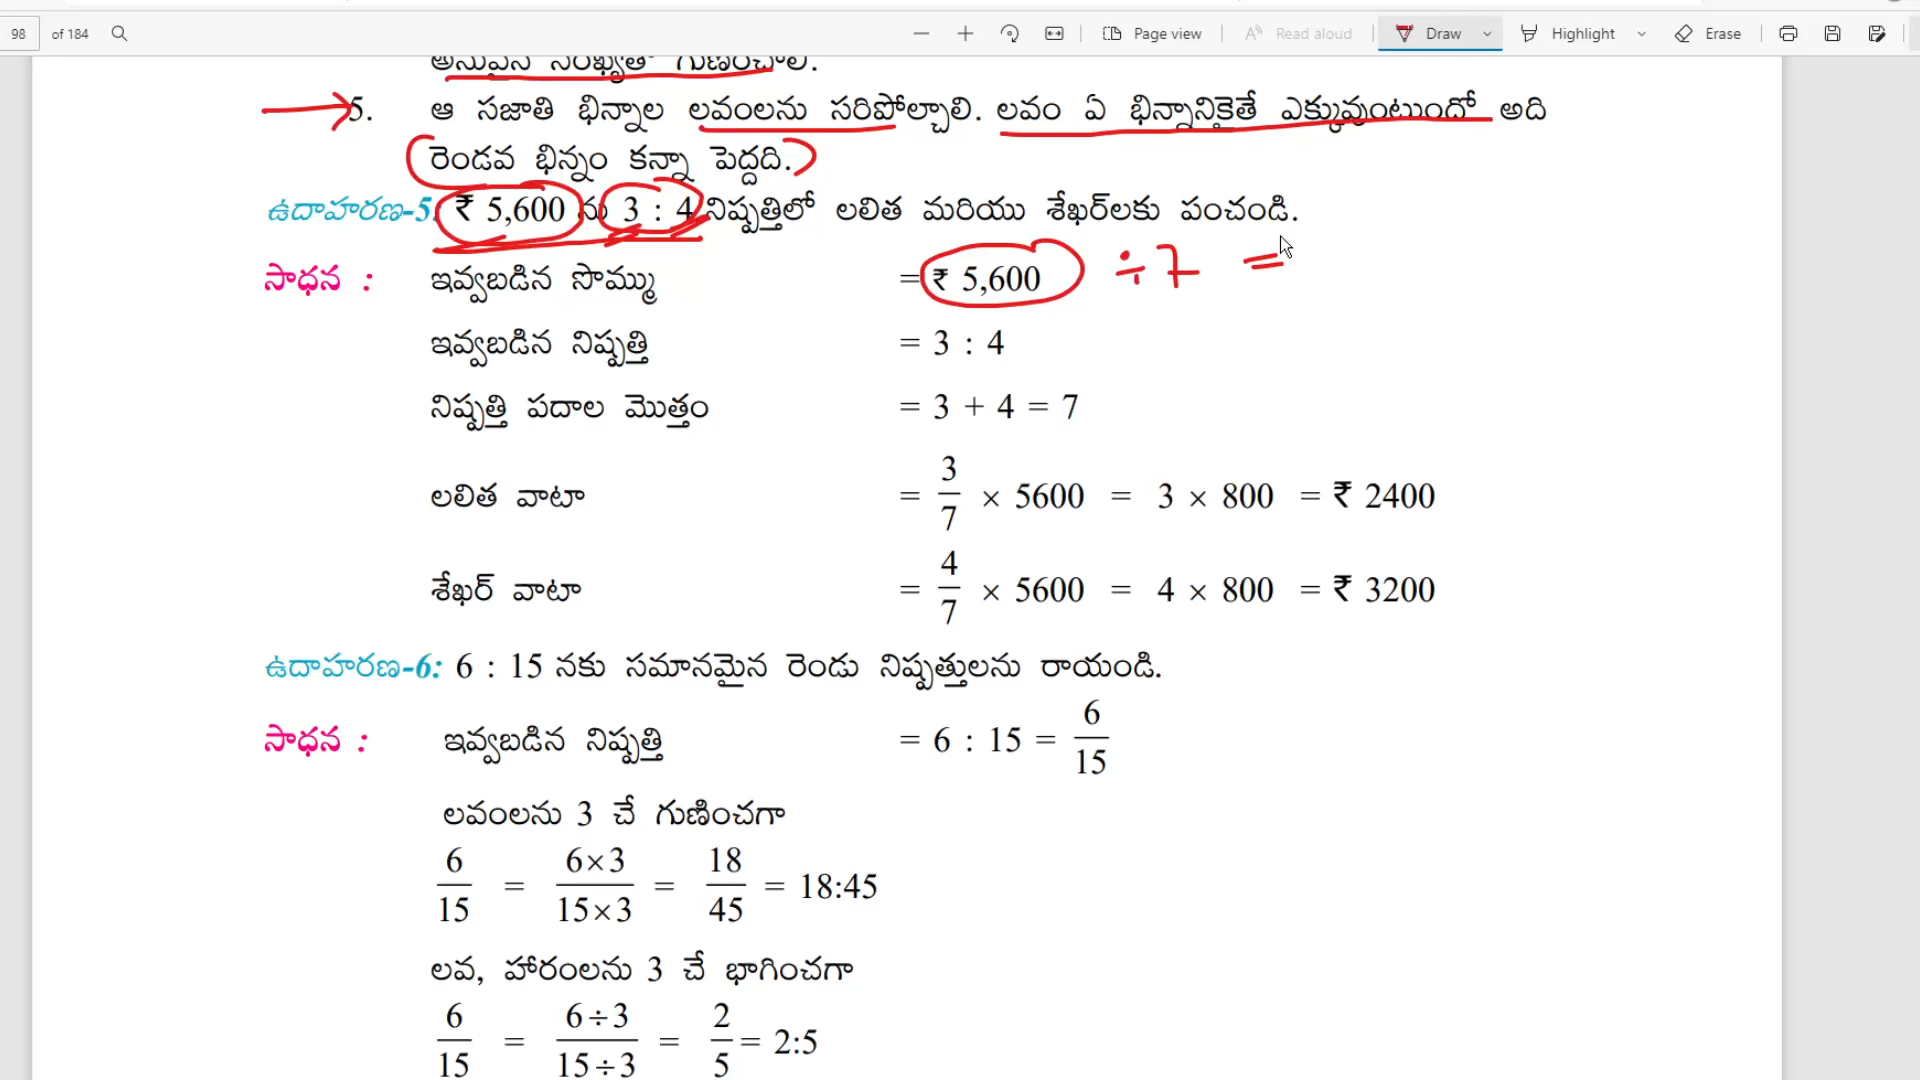 98 of 184 Page view Read aloud Draw Highlight Erase
అనువైన సంఖ్యతో గుణించాలి.
5. ఆ సజాతి భిన్నాల లవంలను సరిపోల్చాలి. లవం ఏ భిన్నానికైతే ఎక్కువుంటుందో అది
రెండవ భిన్నం కన్నా పెద్దది.
ఉదాహరణ-5. ₹ 5,600 ను 3 : 4 నిష్పత్తిలో లలిత మరియు శేఖర్‌లకు పంచండి.
సాధన : ఇవ్వబడిన సొమ్ము = ₹ 5,600 ÷ 7 =
ఇవ్వబడిన నిష్పత్తి = 3 : 4
నిష్పత్తి పదాల మొత్తం = 3 + 4 = 7
లలిత వాటా = 3/7 × 5600 = 3 × 800 = ₹ 2400
శేఖర్ వాటా = 4/7 × 5600 = 4 × 800 = ₹ 3200
ఉదాహరణ-6: 6 : 15 నకు సమానమైన రెండు నిష్పత్తులను రాయండి.
సాధన : ఇవ్వబడిన నిష్పత్తి = 6 : 15 = 6/15
లవంలను 3 చే గుణించగా
6/15 = 6×3/15×3 = 18/45 = 18:45
లవ, హారంలను 3 చే భాగించగా
6/15 = 6÷3/15÷3 = 2/5 = 2:5